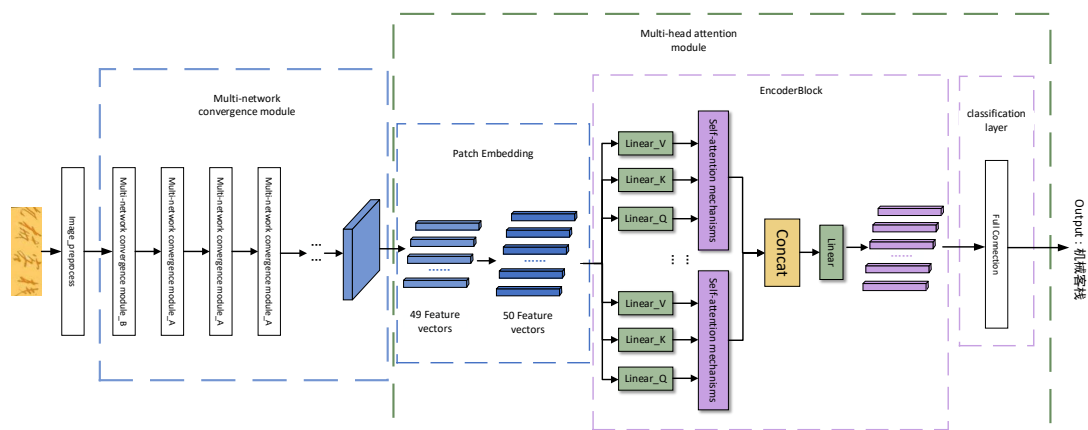 Multi-head attention
module
Multi-network
convergence module
EncoderBlock
classification
layer
Patch Embedding
Image_preprocess
Multi-network convergence module_B
Multi-network convergence module_A
Multi-network convergence module_A
Multi-network convergence module_A
...
...
......
......
49 Feature
vectors
50 Feature
vectors
Linear_V
Linear_K
Linear_Q
Self-attention mechanisms
... ...
Linear_V
Linear_K
Linear_Q
Self-attention mechanisms
Concat
Linear
......
Full Connection
Output：机械客栈